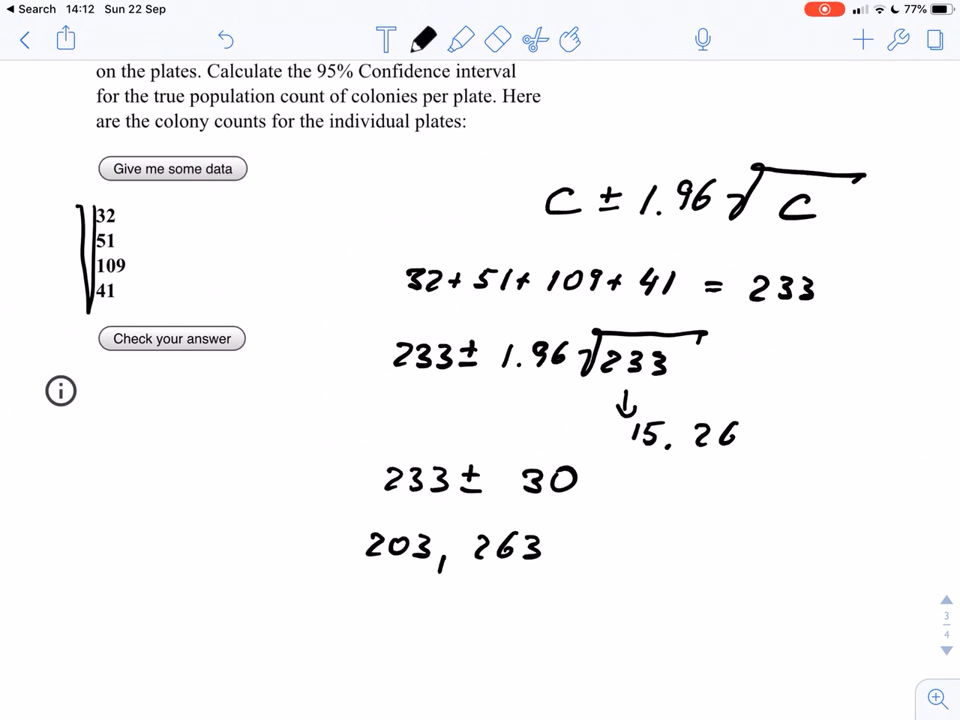 Search 14:12 Sun 22 Sep 77%
T
on the plates. Calculate the 95% Confidence interval
for the true population count of colonies per plate. Here
are the colony counts for the individual plates:
Give me some data
C ± 1.96 √C
32
51
109
41
32 + 51 + 109 + 41 = 233
Check your answer
233 ± 1.96 √233
15.26
233 ± 30
203, 263
3
4